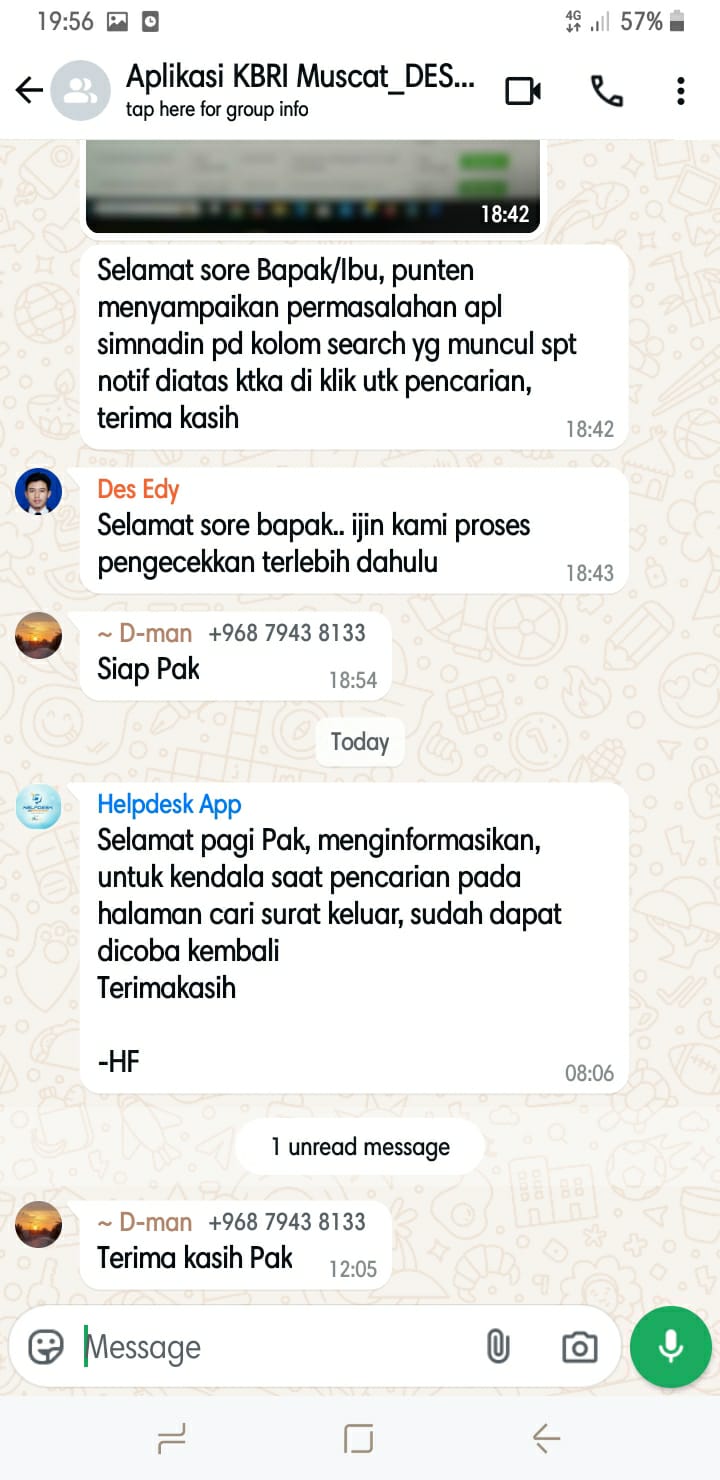 19:56
4G
57%
Aplikasi KBRI Muscat_DES...
tap here for group info
18:42
Selamat sore Bapak/Ibu, punten
menyampaikan permasalahan apl
simnadin pd kolom search yg muncul spt
notif diatas ktka di klik utk pencarian,
terima kasih
18:42
Des Edy
Selamat sore bapak.. ijin kami proses
pengecekkan terlebih dahulu
18:43
~ D-man +968 7943 8133
Siap Pak
18:54
Today
HELPDESK
Helpdesk App
Selamat pagi Pak, menginformasikan,
untuk kendala saat pencarian pada
halaman cari surat keluar, sudah dapat
dicoba kembali
Terimakasih
-HF
08:06
1 unread message
~ D-man +968 7943 8133
Terima kasih Pak
12:05
Message